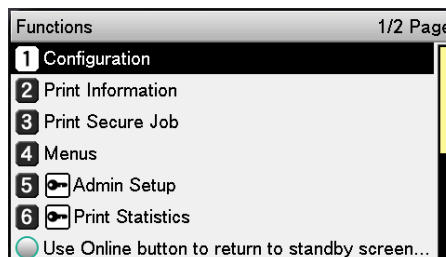 Functions 1/2 Page
1 Configuration
2 Print Information
3 Print Secure Job
4 Menus
5 Admin Setup
6 Print Statistics
Use Online button to return to standby screen...